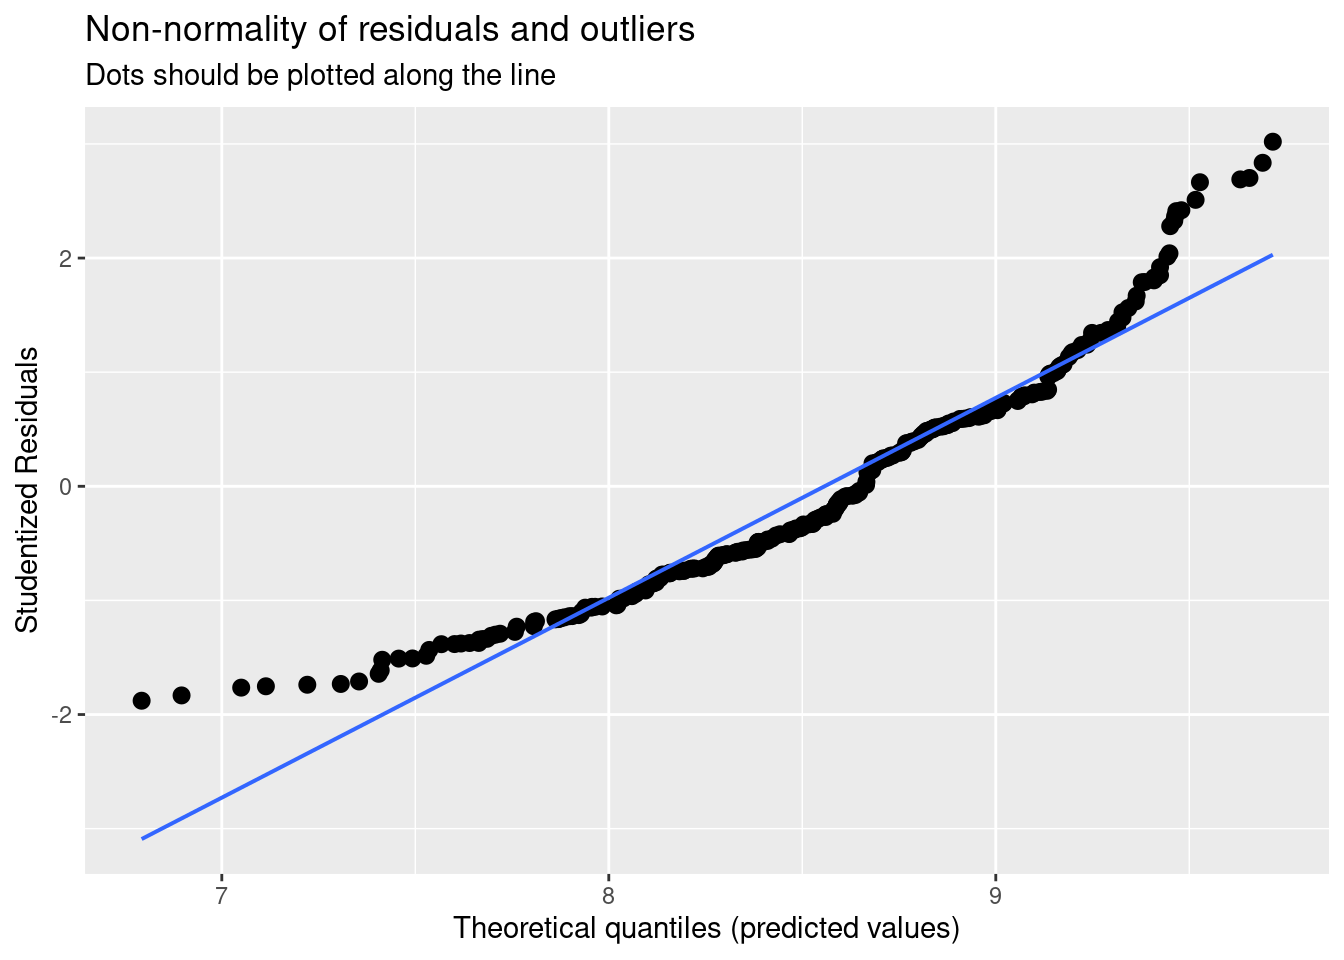 Non-normality of residuals and outliers
Dots should be plotted along the line
Studentized Residuals
2
0
-2
7
8
9
Theoretical quantiles (predicted values)